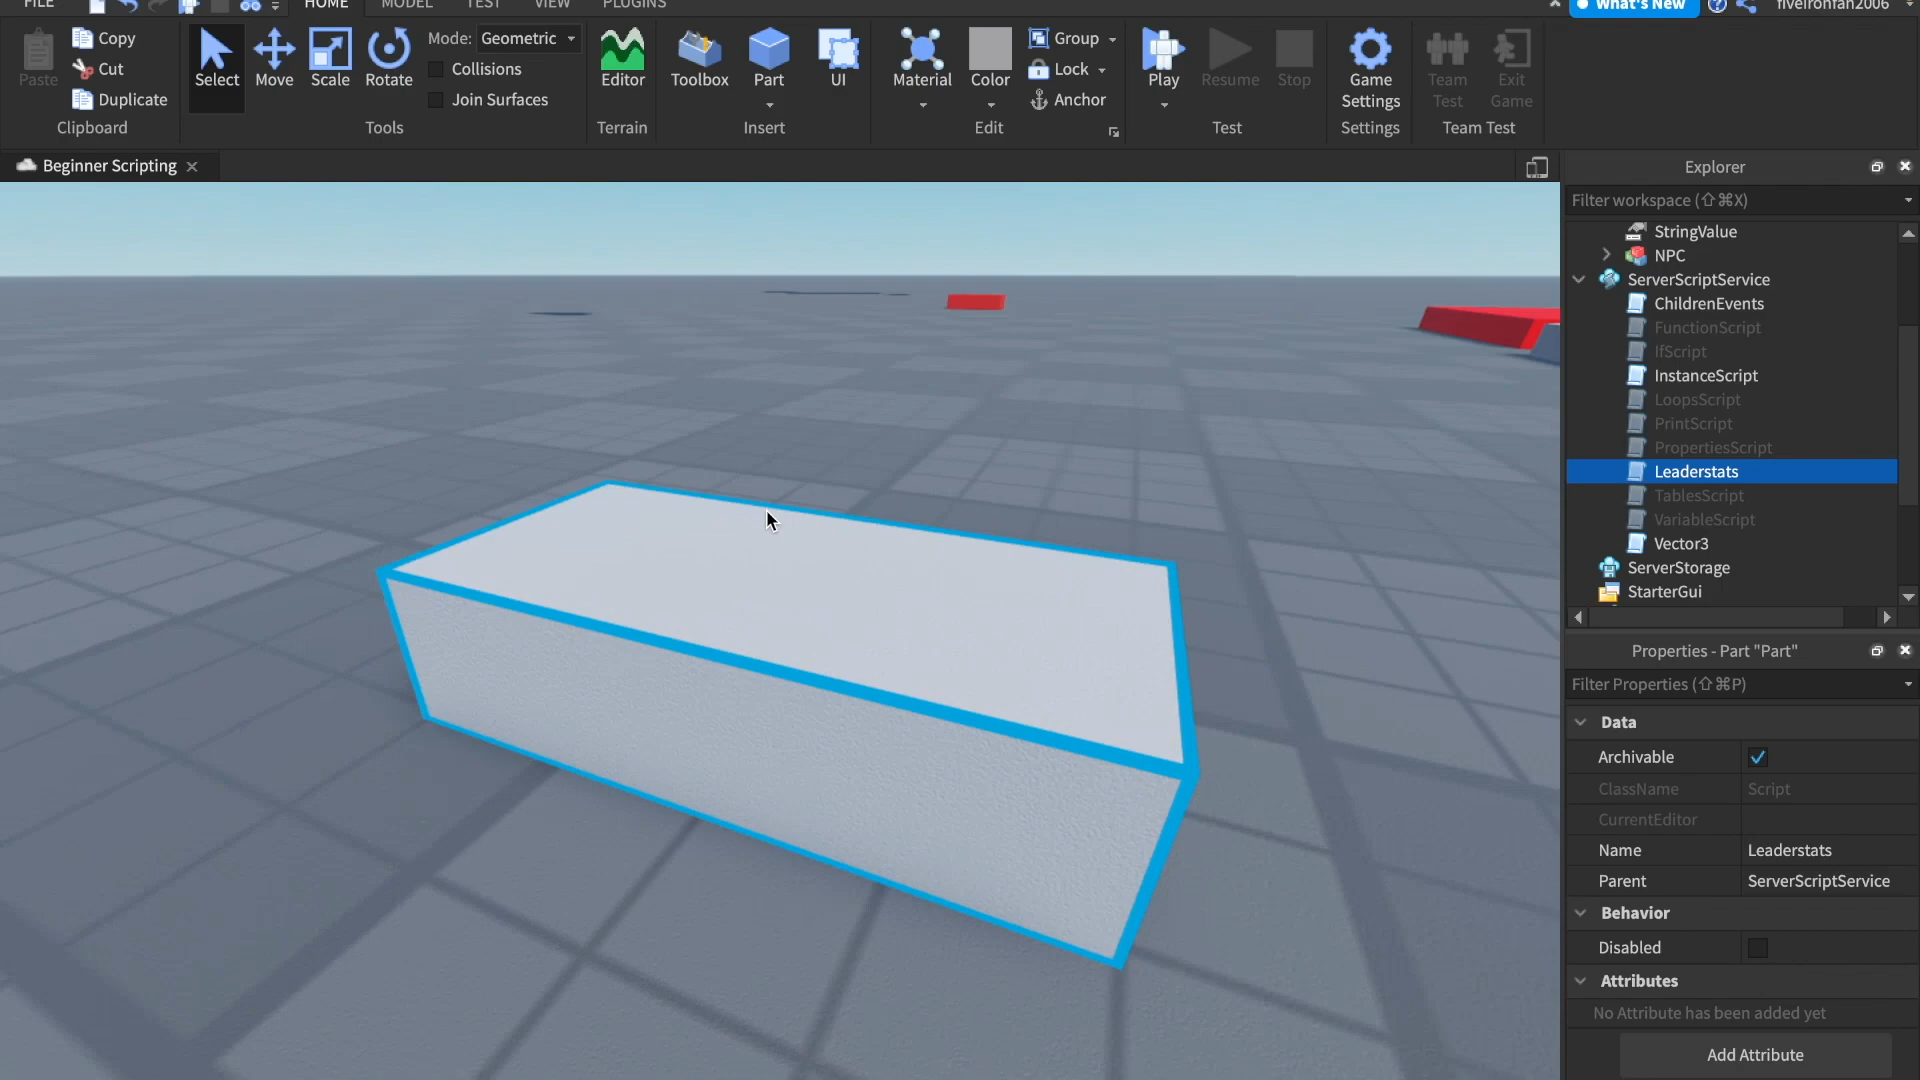 FILE
HOME
MODEL
TEST
VIEW
PLUGINS
What's New
fiveironfan2006
Paste
Copy
Cut
Duplicate
Clipboard
Select
Move
Scale
Rotate
Mode: Geometric
Collisions
Join Surfaces
Tools
Editor
Terrain
Toolbox
Part
UI
Insert
Material
Color
Group
Lock
Anchor
Edit
Play
Resume
Stop
Test
Game
Settings
Settings
Team
Test
Exit
Game
Team Test
Beginner Scripting
Explorer
Filter workspace (⇧⌘X)
StringValue
NPC
ServerScriptService
ChildrenEvents
FunctionScript
IfScript
InstanceScript
LoopsScript
PrintScript
PropertiesScript
Leaderstats
TablesScript
VariableScript
Vector3
ServerStorage
StarterGui
Properties - Part "Part"
Filter Properties (⇧⌘P)
Data
Archivable
ClassName Script
CurrentEditor
Name Leaderstats
Parent ServerScriptService
Behavior
Disabled
Attributes
No Attribute has been added yet
Add Attribute